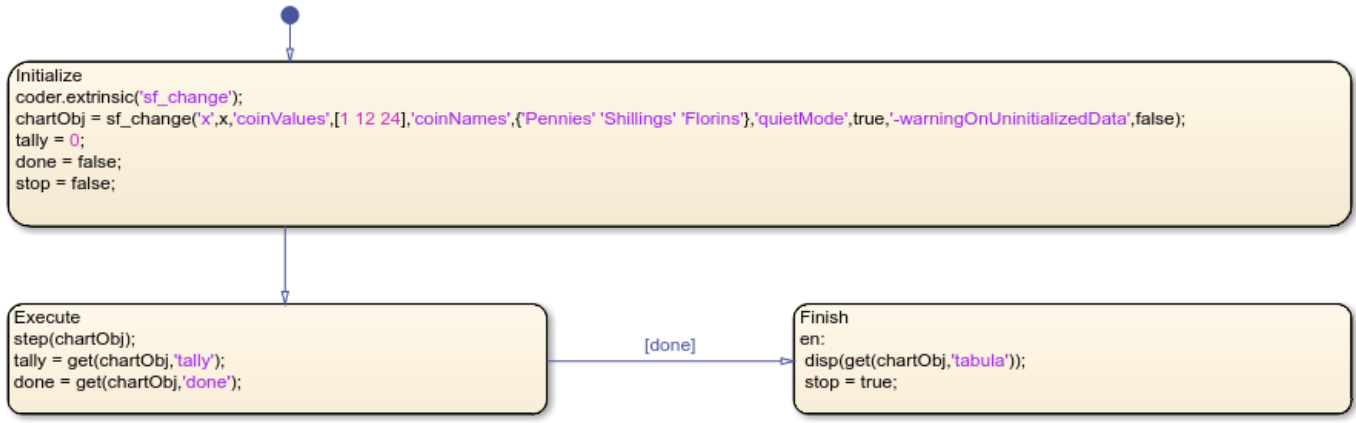 Initialize
coder.extrinsic('sf_change');
chartObj = sf_change('x',x,'coinValues',[1 12 24],'coinNames',{'Pennies' 'Shillings' 'Florins'},'quietMode',true,'-warningOnUninitializedData',false);
tally = 0;
done = false;
stop = false;
Execute
step(chartObj);
tally = get(chartObj,'tally');
done = get(chartObj,'done');
[done]
Finish
en:
disp(get(chartObj,'tabula'));
stop = true;